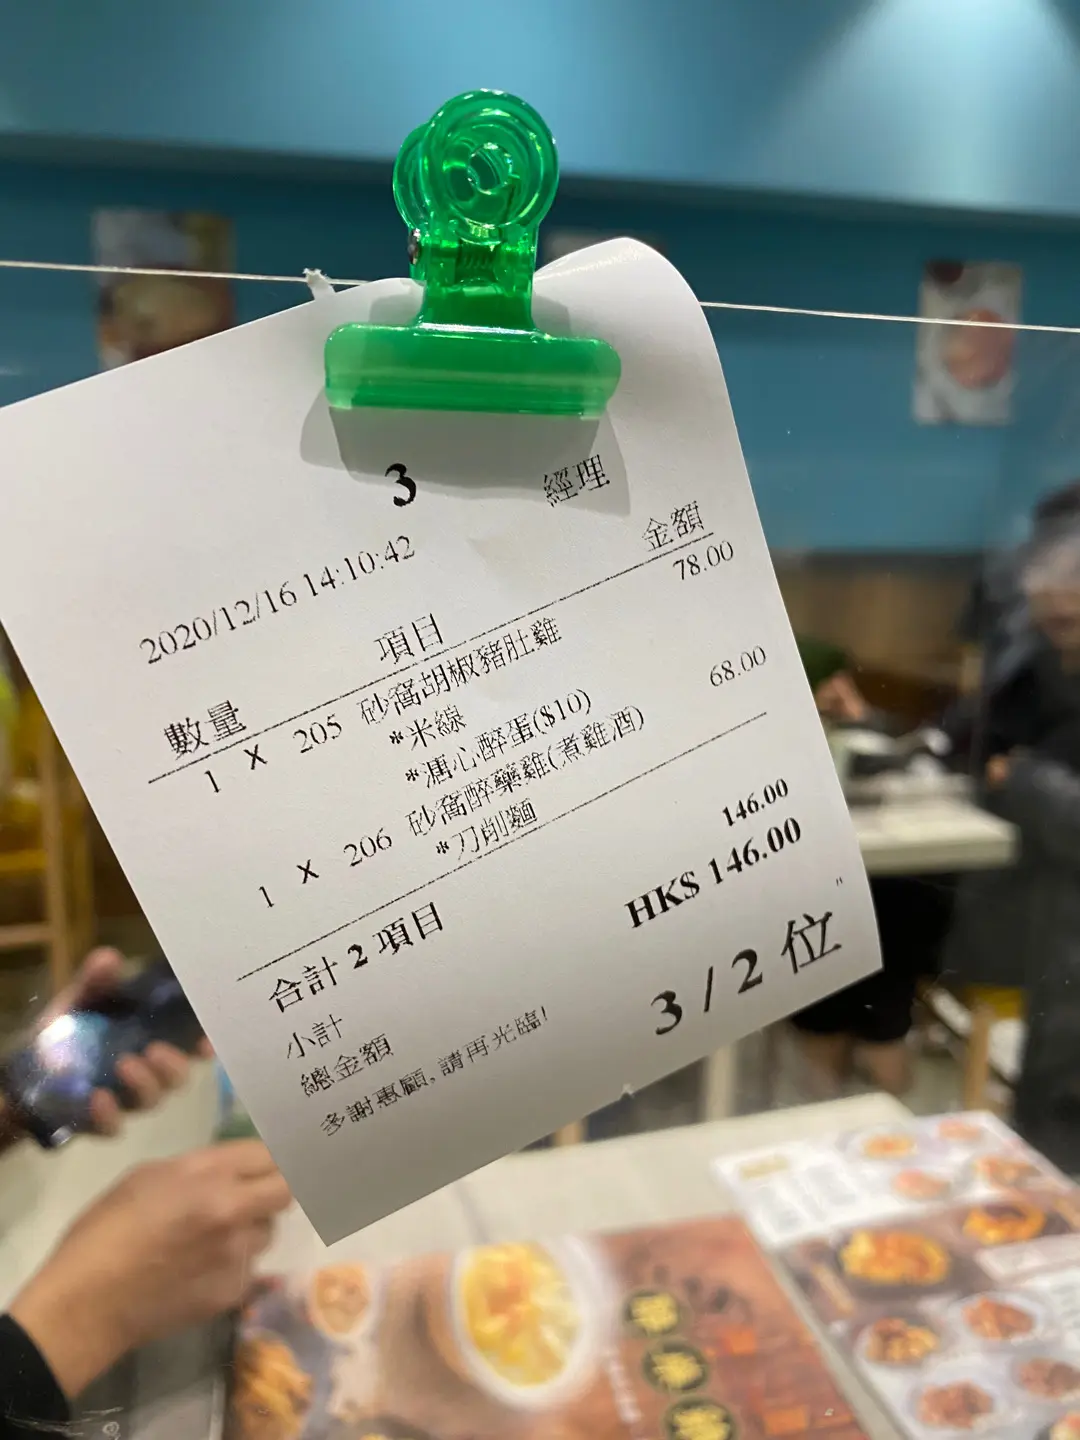 3 經理
2020/12/16 14:10:42
數量 項目 金額
1 x 205 砂窩胡椒豬肚雞 78.00
*米線
*溏心醉蛋($10)
1 x 206 砂窩醉藥雞(煮雞酒) 68.00
*刀削麵
合計 2 項目
小計 146.00
總金額 HK$ 146.00
多謝惠顧, 請再光臨! 3 / 2 位